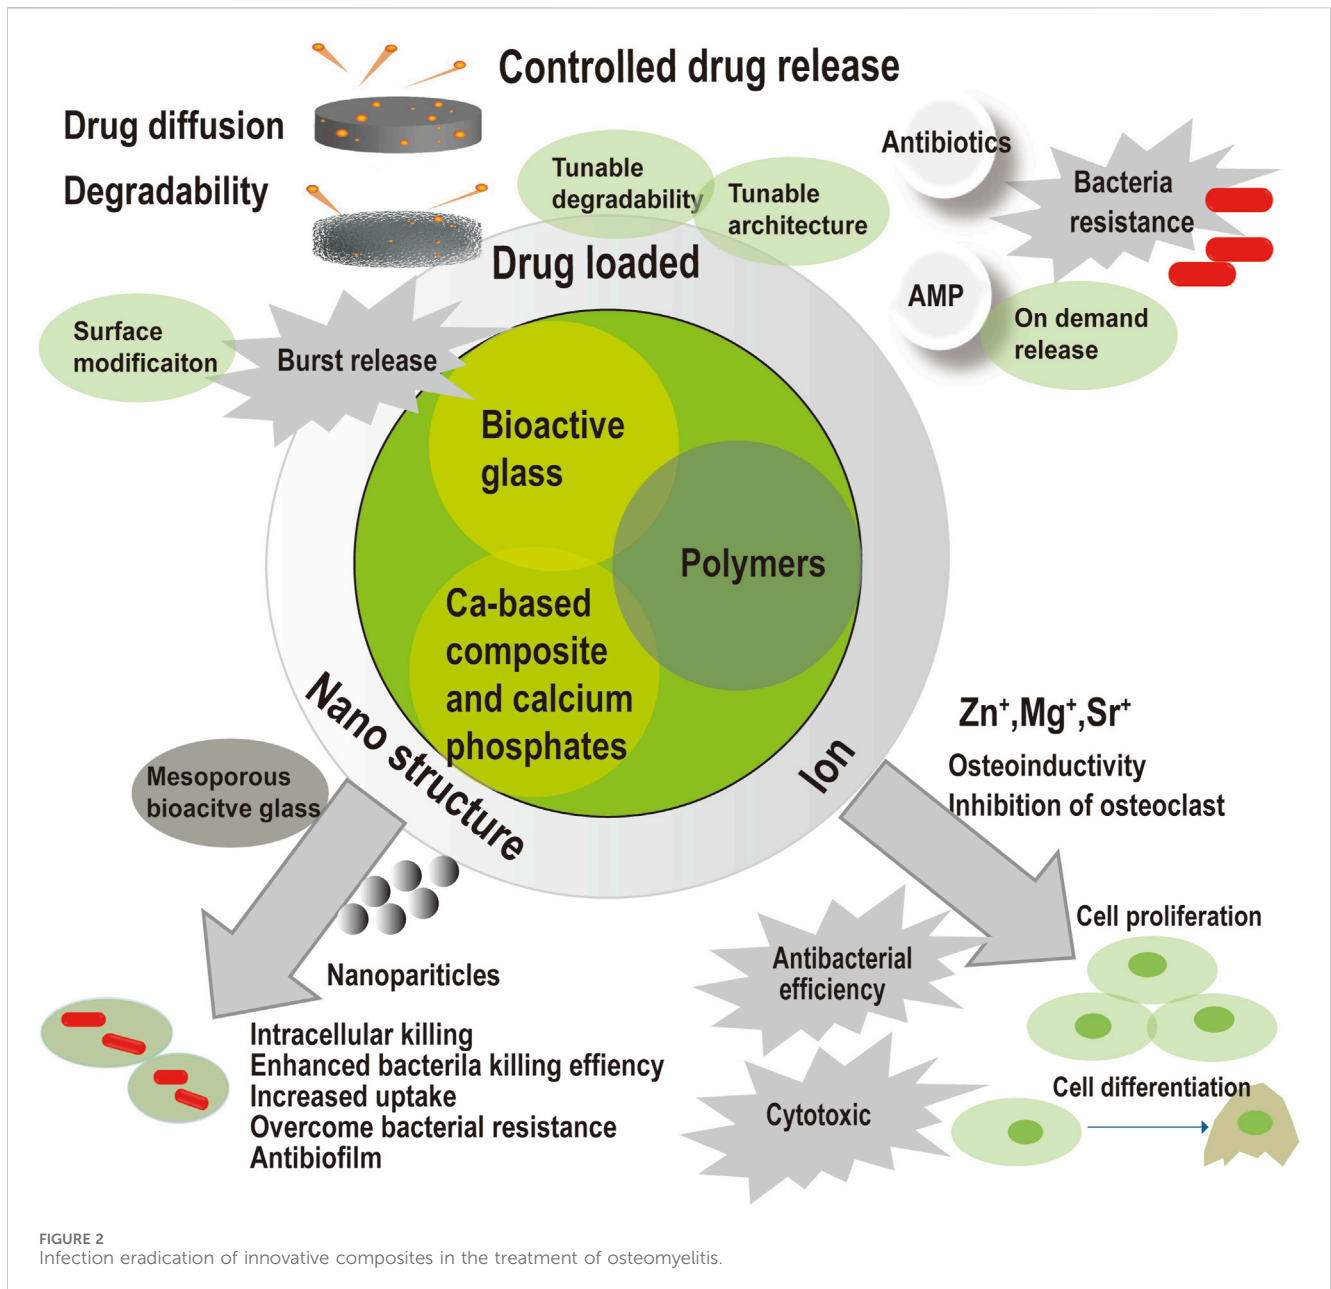 Controlled drug release
Drug diffusion
Degradability
Tunable
degradability
Tunable
architecture
Antibiotics
Bacteria
resistance
AMP
On demand
release
Drug loaded
Surface
modificaiton
Burst release
Bioactive
glass
Polymers
Ca-based
composite
and calcium
phosphates
Nano structure
Ion
Mesoporous
bioacitve glass
Zn⁺,Mg⁺,Sr⁺
Osteoinductivity
Inhibition of osteoclast
Nanopariticles
Intracellular killing
Enhanced bacterila killing effiency
Increased uptake
Overcome bacterial resistance
Antibiofilm
Antibacterial
efficiency
Cytotoxic
Cell proliferation
Cell differentiation
FIGURE 2
Infection eradication of innovative composites in the treatment of osteomyelitis.